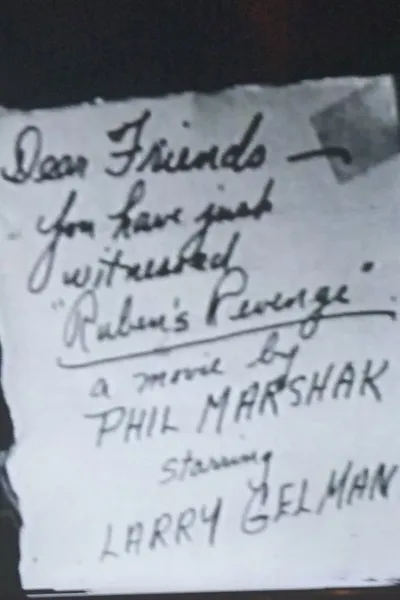 Dear Friends —
you have just
witnessed
"Ruben's Revenge"
a movie by
PHIL MARSHAK
starring
LARRY GELMAN